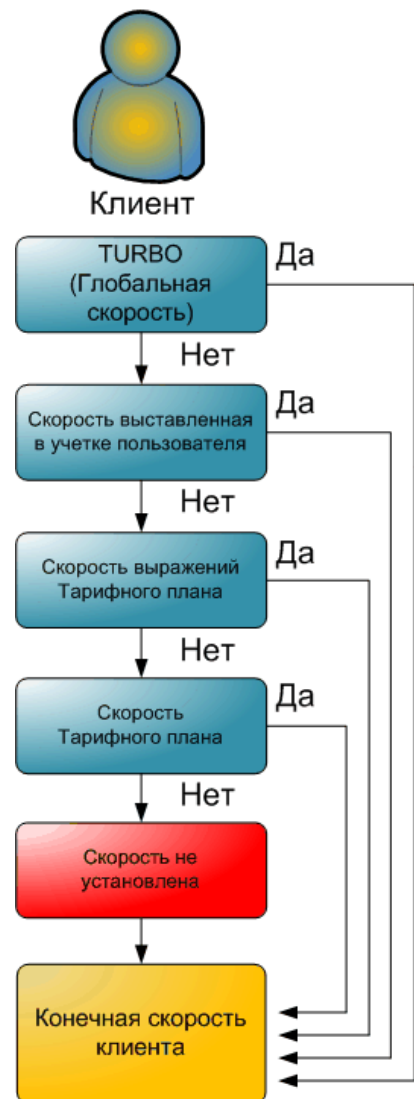 Клиент
TURBO
(Глобальная
скорость)
Да
Нет
Скорость выставленная
в учетке пользователя
Да
Нет
Скорость выражений
Тарифного плана
Да
Нет
Скорость
Тарифного плана
Да
Нет
Скорость не
установлена
Конечная скорость
клиента